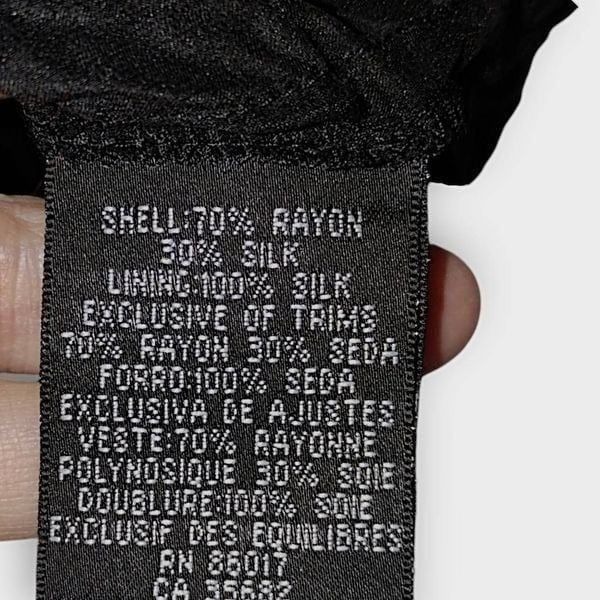 SHELL:70% RAYON
30% SILK
LINING:100% SILK
EXCLUSIVE OF TRIMS
70% RAYON 30% SEDA
FORRO:100% SEDA
EXCLUSIVA DE AJUSTES
VESTE:70% RAYONNE
POLYNOSIQUE 30% SOIE
DOUBLURE:100% SOIE
EXCLUSIF DES EQUILIBRES
RN 86017
CA